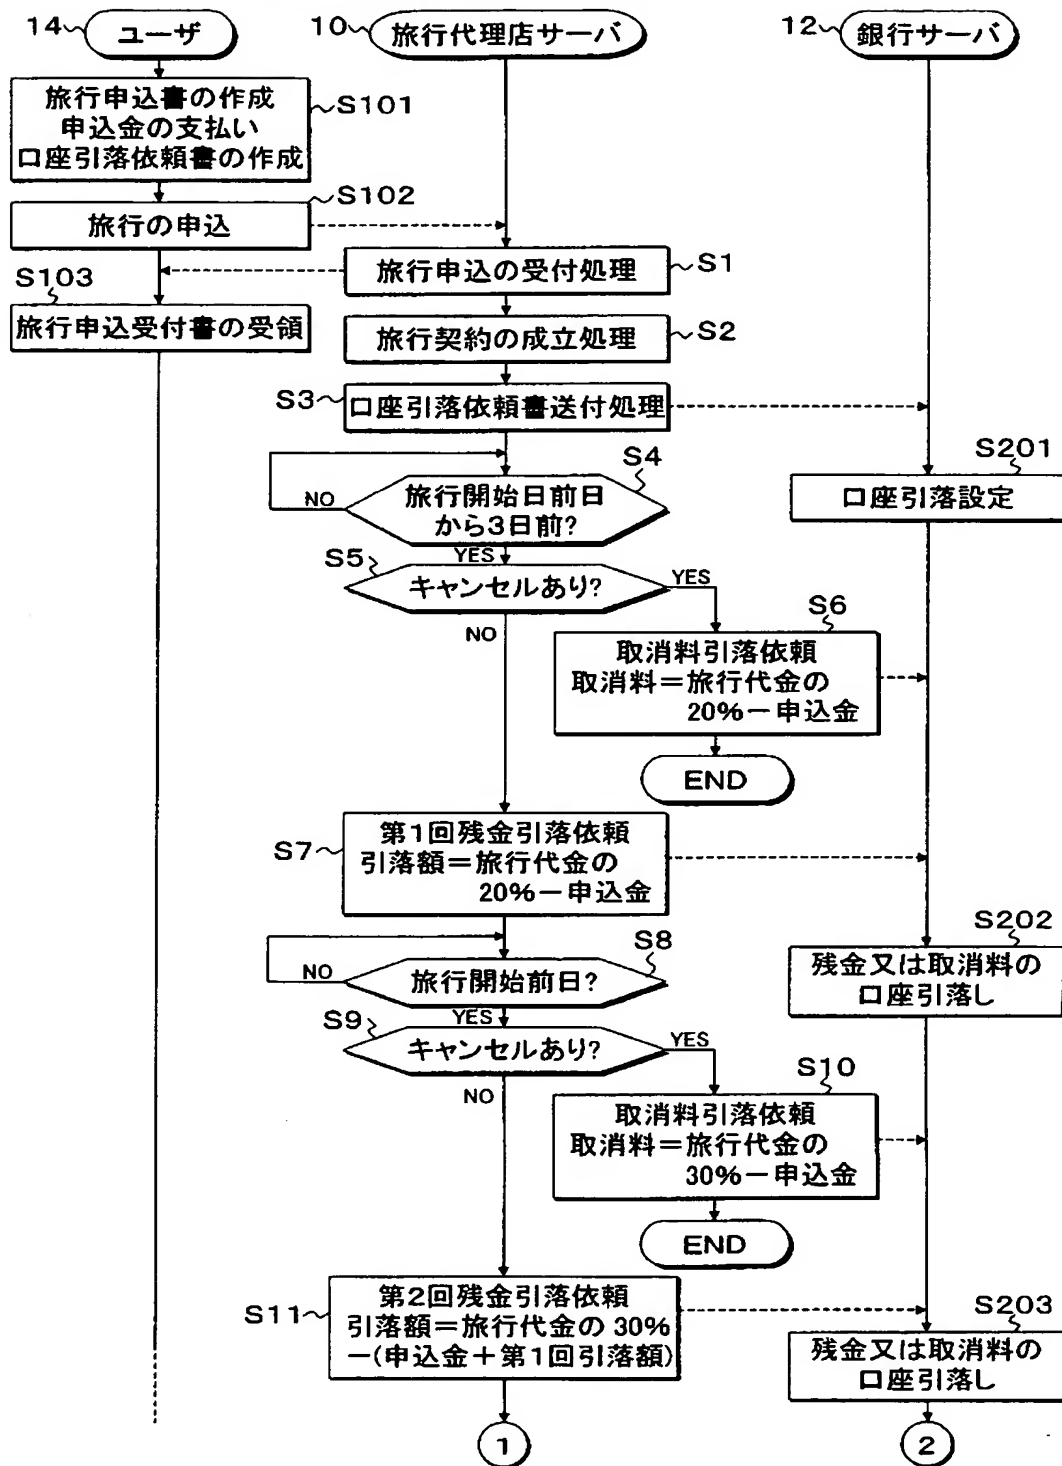 14
ユーザ
10
旅行代理店サーバ
12
銀行サーバ
旅行申込書の作成
申込金の支払い
口座引落依頼書の作成
S101
S102
旅行の申込
旅行申込の受付処理
S1
S103
旅行申込受付書の受領
旅行契約の成立処理
S2
S3
口座引落依頼書送付処理
S4
旅行開始日前日
から3日前?
NO
YES
S201
口座引落設定
S5
キャンセルあり?
YES
NO
S6
取消料引落依頼
取消料=旅行代金の
20%-申込金
END
S7
第1回残金引落依頼
引落額=旅行代金の
20%-申込金
S8
旅行開始前日?
NO
YES
S202
残金又は取消料の
口座引落し
S9
キャンセルあり?
YES
NO
S10
取消料引落依頼
取消料=旅行代金の
30%-申込金
END
S11
第2回残金引落依頼
引落額=旅行代金の30%
-(申込金+第1回引落額)
S203
残金又は取消料の
口座引落し
1
2